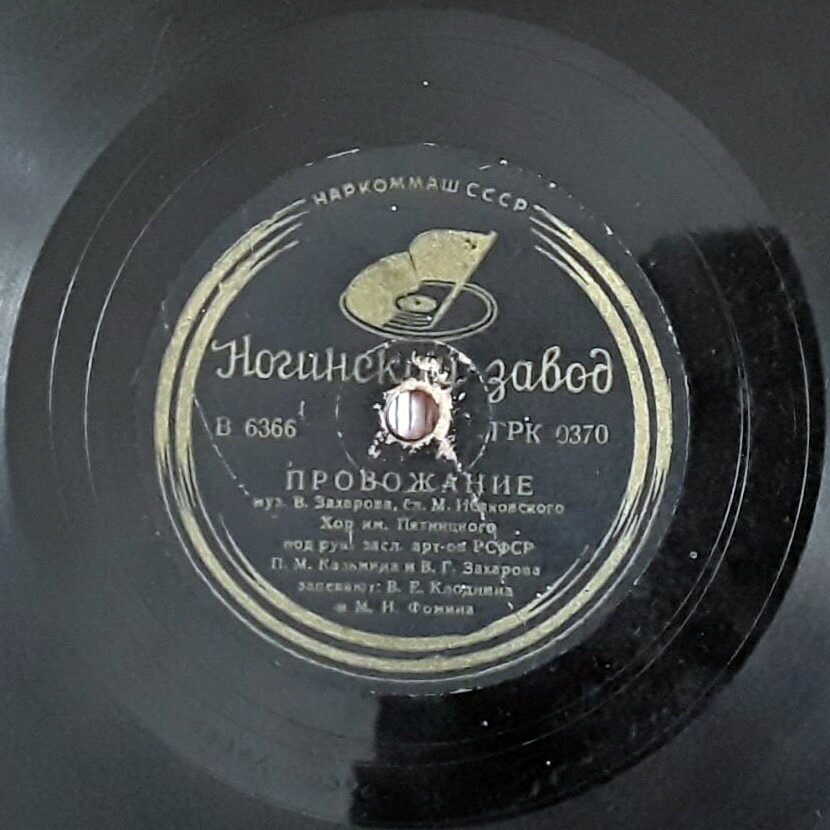 НАРКОММАШ СССР
Ногинский завод
В 6366 ГРК 0370
ПРОВОЖАНИЕ
муз. В. Захарова, сл. М. Исаковского
Хор им. Пятницкого
под рук. засл. арт-ов РСФСР
П. М. Казьмина и В. Г. Захарова
запевают: В. Е. Клоднина
и М. И. Фомина